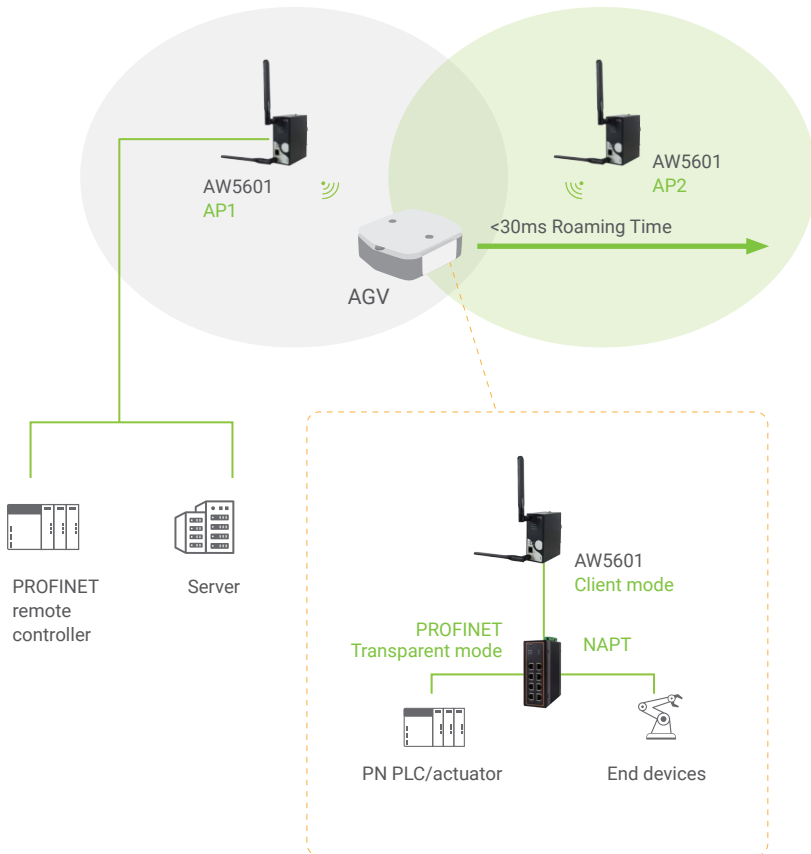 AW5601
AP1
AW5601
AP2
<30ms Roaming Time
AGV
PROFINET
remote
controller
Server
AW5601
Client mode
PROFINET
Transparent mode
NAPT
PN PLC/actuator
End devices